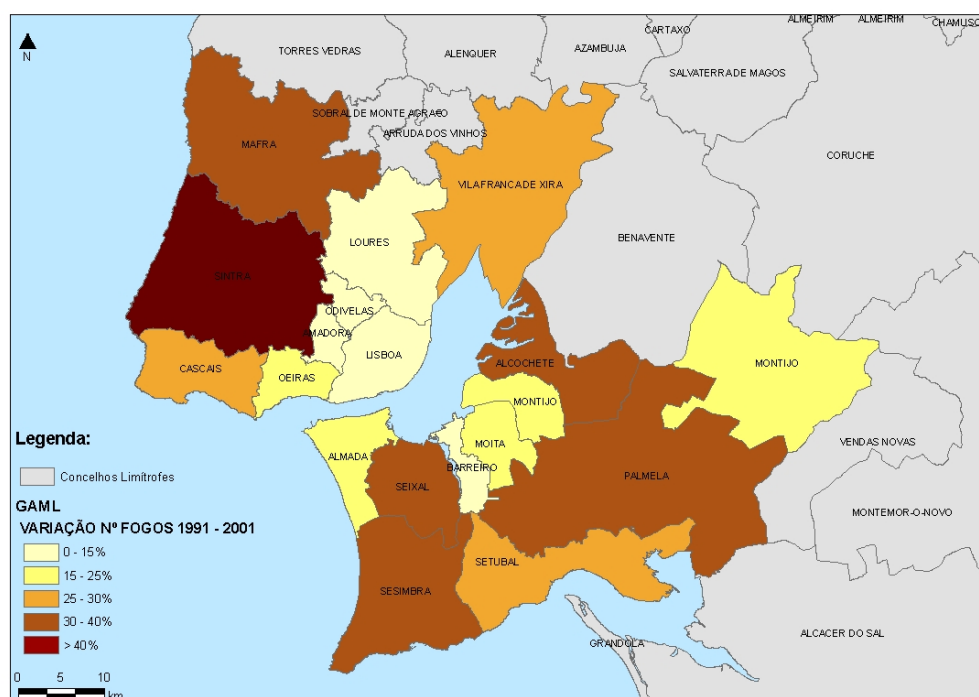 CARTAXO
ALMEIRIM
ALMEIRIM
CHAMUSC
N
TORRES VEDRAS
ALENQUER
AZAMBUJA
SALVATERRA DE MAGOS
SOBRAL DE MONTE AGRAÇO
ARRUDA DOS VINHOS
MAFRA
CORUCHE
VILA FRANCA DE XIRA
LOURES
BENAVENTE
SINTRA
ODIVELAS
AMADORA
LISBOA
ALCOCHETE
MONTIJO
CASCAIS
OEIRAS
MONTIJO
Legenda:
ALMADA
MOITA
VENDAS NOVAS
BARREIRO
Concelhos Limítrofes
SEIXAL
PALMELA
GAML
MONTEMOR-O-NOVO
VARIAÇÃO Nº FOGOS 1991 - 2001
0 - 15%
15 - 25%
SETUBAL
25 - 30%
SESIMBRA
30 - 40%
ALCACER DO SAL
> 40%
GRANDOLA
0 5 10
km